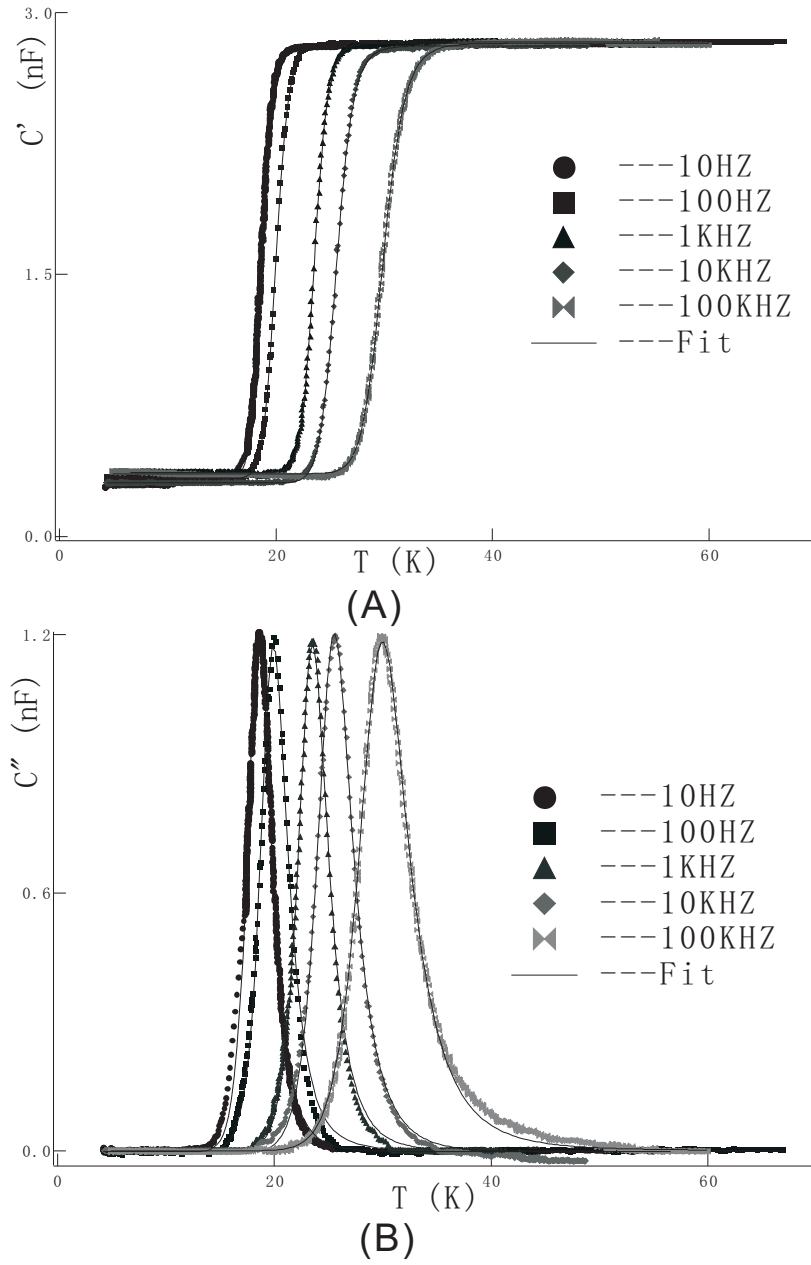 3.0
C' (nF)
---10HZ
---100HZ
---1KHZ
1.5
---10KHZ
---100KHZ
---Fit
0.0
0 20 40 60
T (K)
(A)
1.2
C″ (nF)
---10HZ
---100HZ
---1KHZ
0.6
---10KHZ
---100KHZ
---Fit
0.0
0 20 40 60
T (K)
(B)